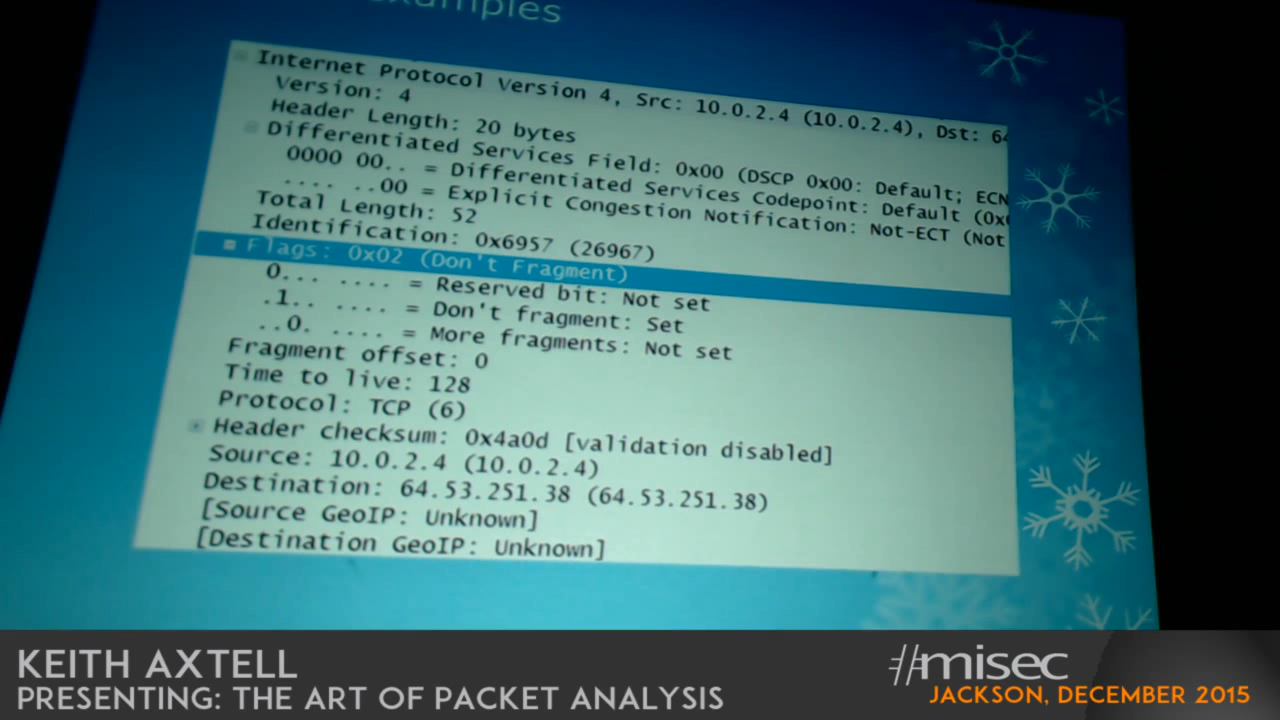 examples
Internet Protocol Version 4, Src: 10.0.2.4 (10.0.2.4), Dst: 64
Version: 4
Header Length: 20 bytes
Differentiated Services Field: 0x00 (DSCP 0x00: Default; ECN
0000 00.. = Differentiated Services Codepoint: Default (0x0
.... ..00 = Explicit Congestion Notification: Not-ECT (Not
Total Length: 52
Identification: 0x6957 (26967)
Flags: 0x02 (Don't Fragment)
0... .... = Reserved bit: Not set
.1.. .... = Don't fragment: Set
..0. .... = More fragments: Not set
Fragment offset: 0
Time to live: 128
Protocol: TCP (6)
Header checksum: 0x4a0d [validation disabled]
Source: 10.0.2.4 (10.0.2.4)
Destination: 64.53.251.38 (64.53.251.38)
[Source GeoIP: Unknown]
[Destination GeoIP: Unknown]
KEITH AXTELL
PRESENTING: THE ART OF PACKET ANALYSIS
#misec
JACKSON, DECEMBER 2015